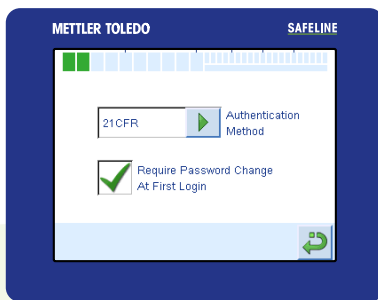 METTLER TOLEDO SAFELINE
21CFR
Authentication
Method
Require Password Change
At First Login